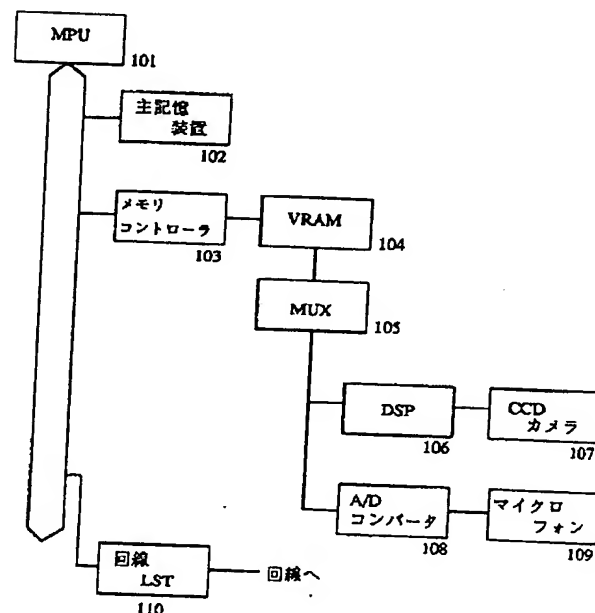 MPU
101
主記憶
装置
102
メモリ
コントローラ
103
VRAM
104
MUX
105
DSP
106
CCD
カメラ
107
A/D
コンバータ
108
マイクロ
フォン
109
回線
LST
110
回線へ